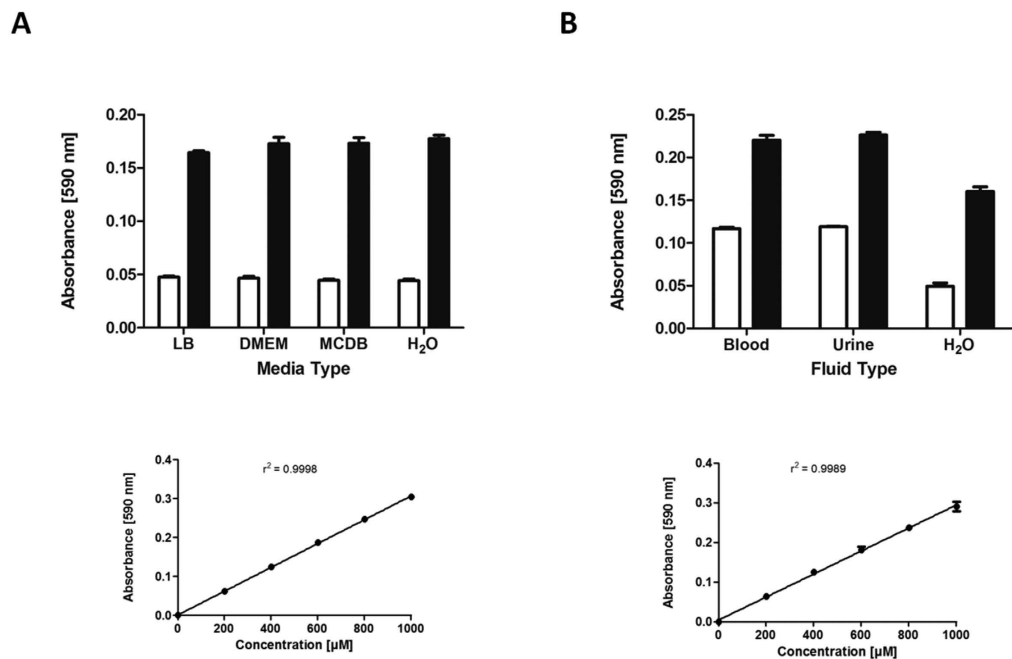 A
B
Absorbance [590 nm]
0.20
0.15
0.10
0.05
0.00
LB DMEM MCDB H₂O
Media Type
Absorbance [590 nm]
0.25
0.20
0.15
0.10
0.05
0.00
Blood Urine H₂O
Fluid Type
r² = 0.9998
Absorbance [590 nm]
0.4
0.3
0.2
0.1
0.0
0 200 400 600 800 1000
Concentration [µM]
r² = 0.9989
Absorbance [590 nm]
0.4
0.3
0.2
0.1
0.0
0 200 400 600 800 1000
Concentration [µM]